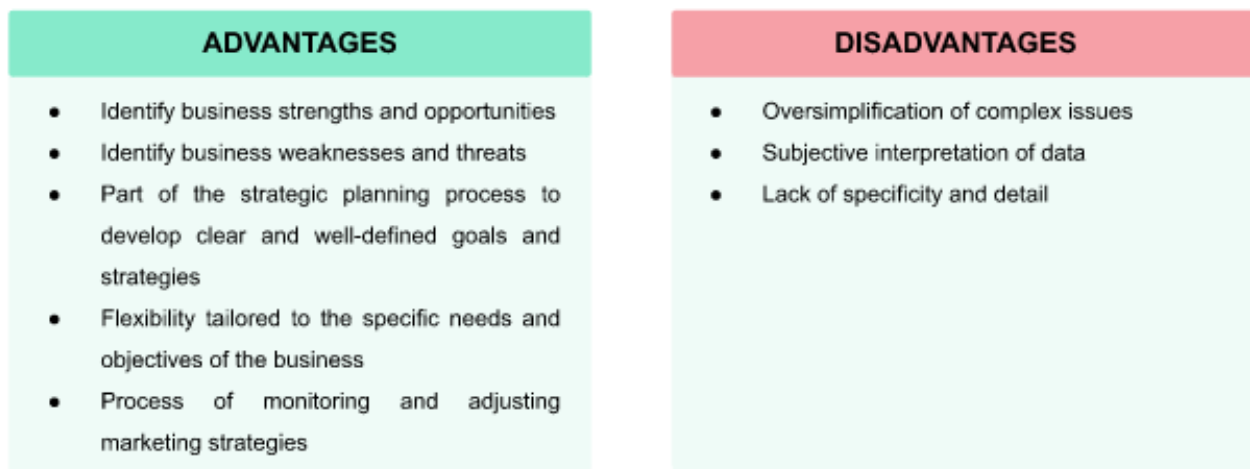 ADVANTAGES
● Identify business strengths and opportunities
● Identify business weaknesses and threats
● Part of the strategic planning process to
develop clear and well-defined goals and
strategies
● Flexibility tailored to the specific needs and
objectives of the business
● Process of monitoring and adjusting
marketing strategies
DISADVANTAGES
● Oversimplification of complex issues
● Subjective interpretation of data
● Lack of specificity and detail